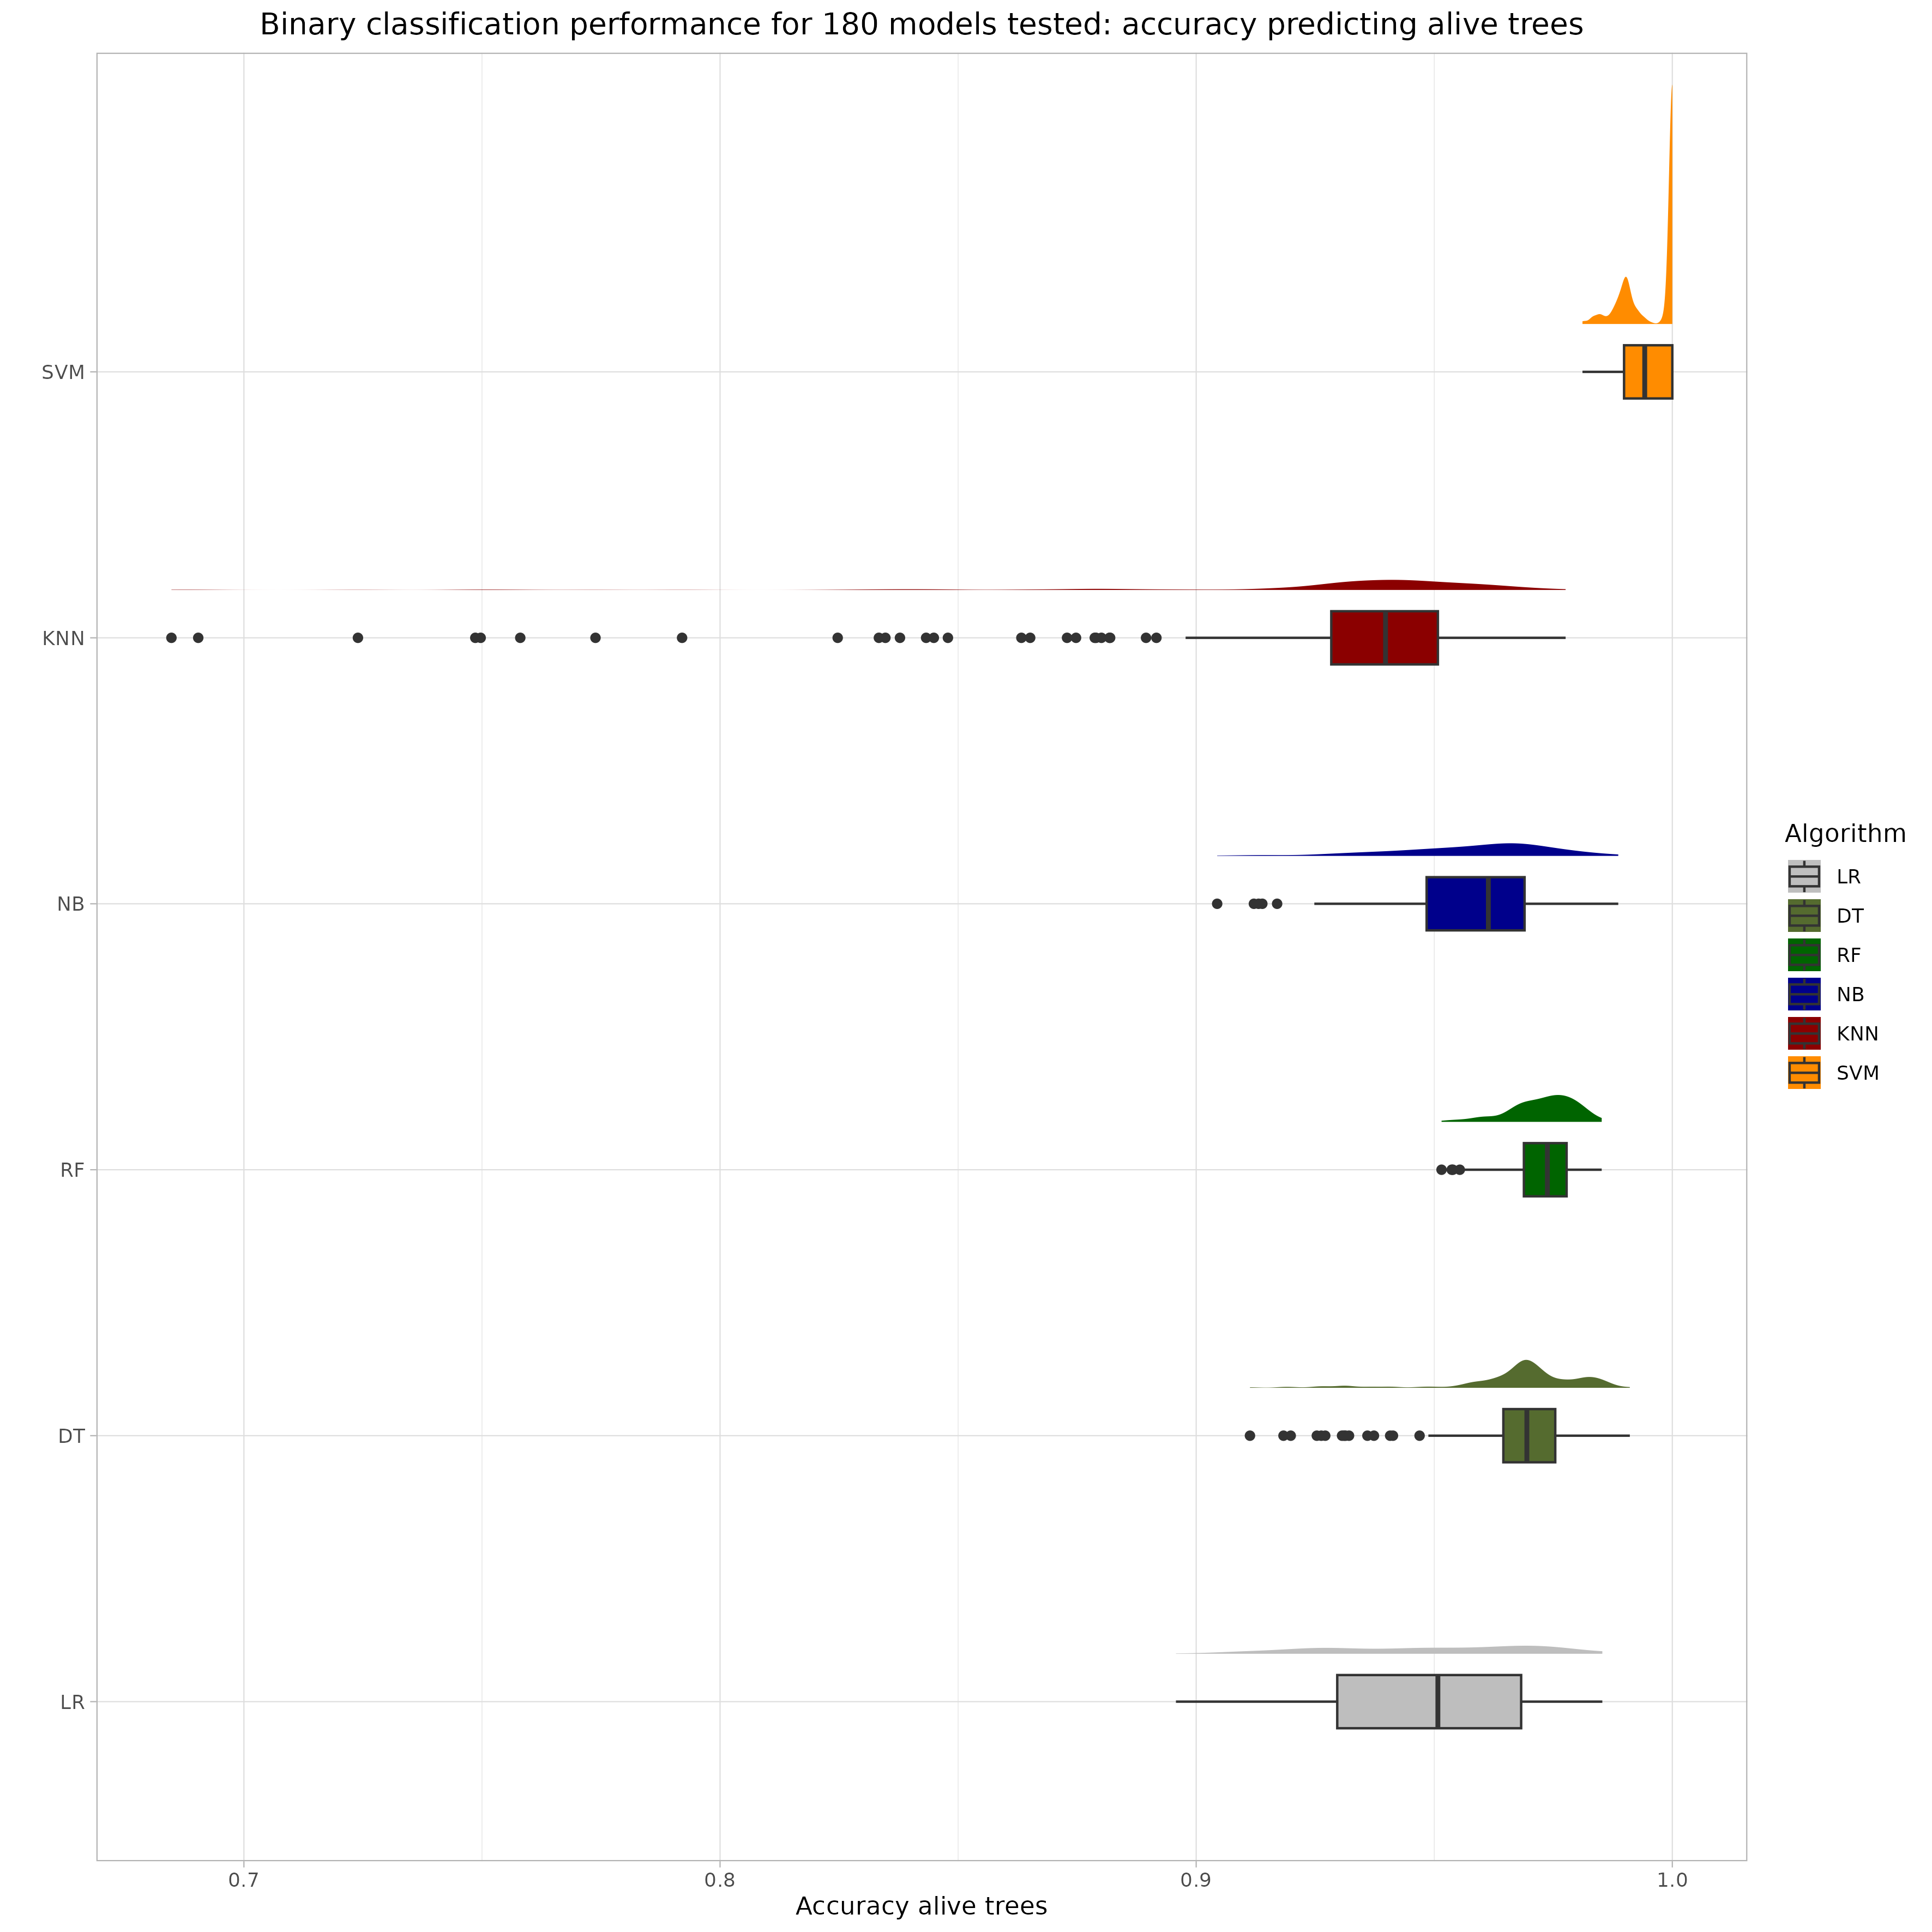 Binary classification performance for 180 models tested: accuracy predicting alive trees
SVM
KNN
NB
RF
DT
LR
0.7
0.8
0.9
1.0
Accuracy alive trees
Algorithm
LR
DT
RF
NB
KNN
SVM